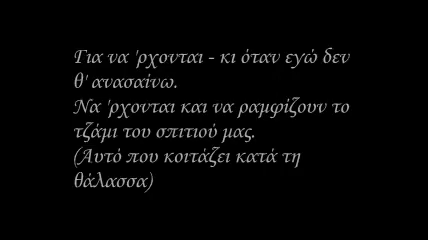 Για να 'ρχονται - κι όταν εγώ δεν
θ' ανασαίνω.
Να 'ρχονται και να ραμφίζουν το
τζάμι του σπιτιού μας.
(Αυτό που κοιτάζει κατά τη
θάλασσα)